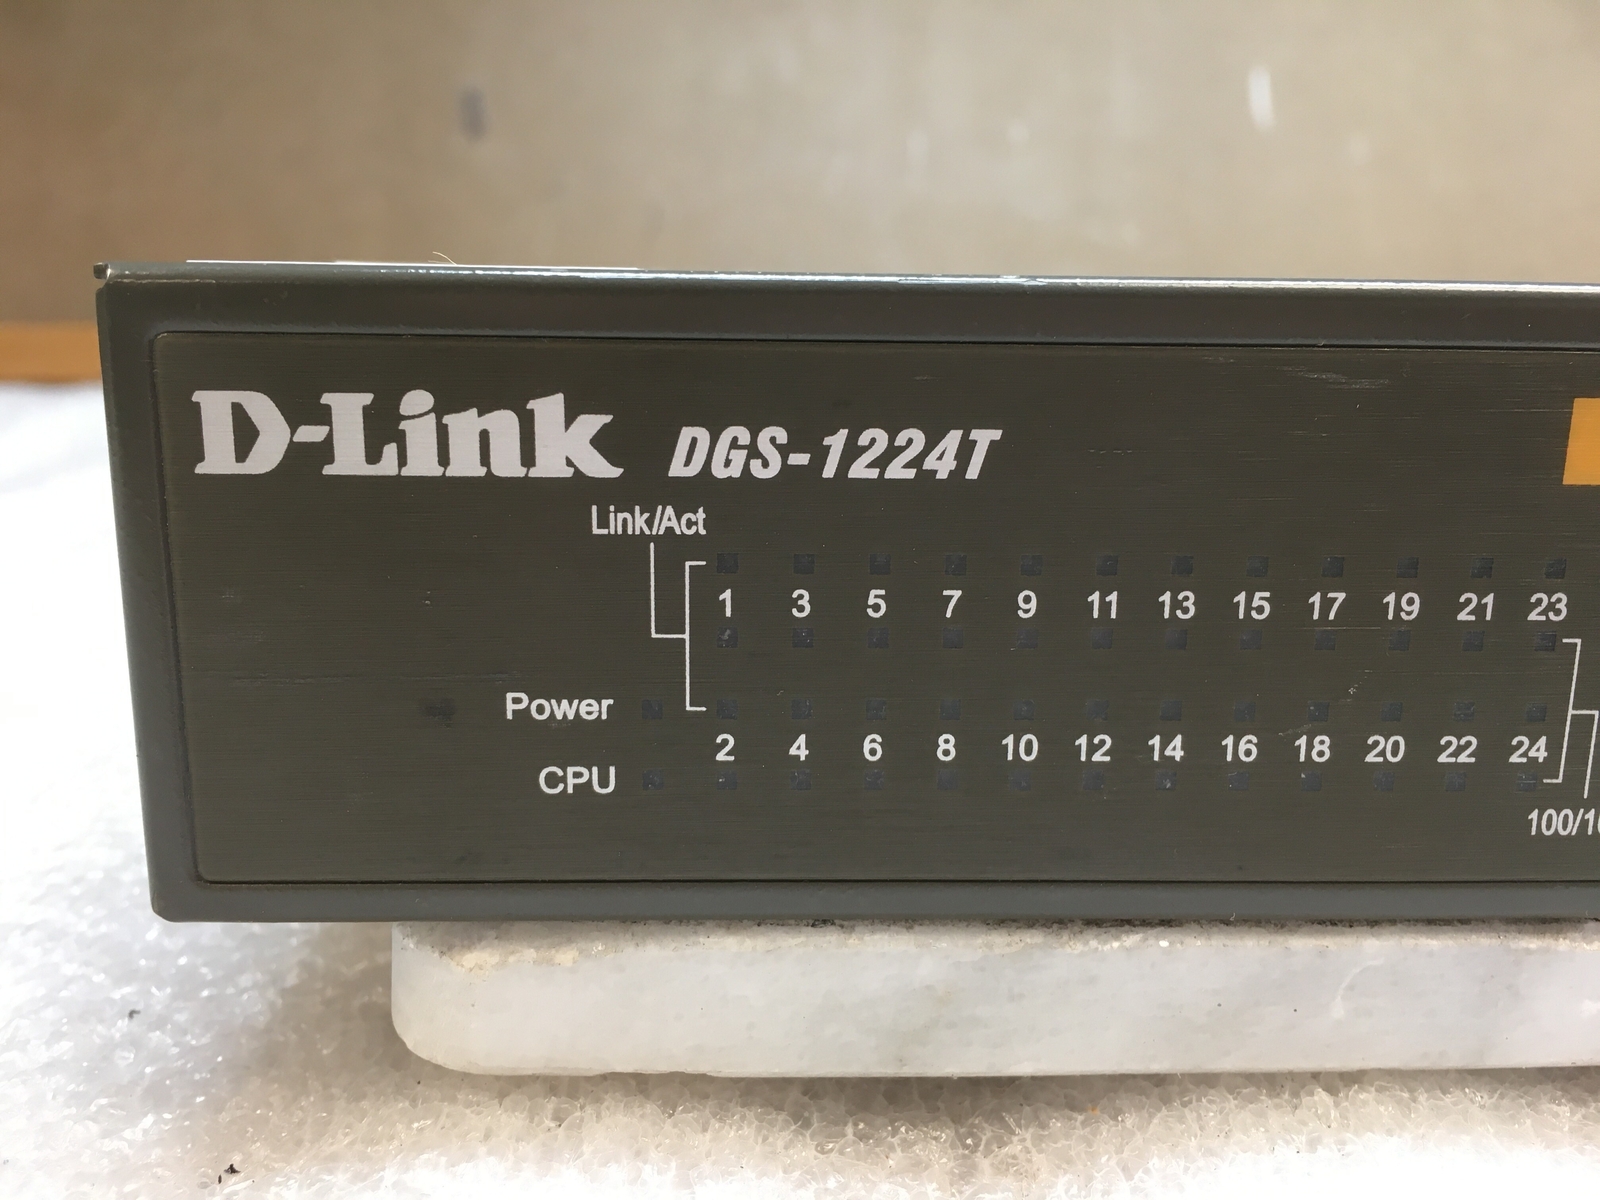 D-Link DGS-1224T
Link/Act
1 3 5 7 9 11 13 15 17 19 21 23
Power
2 4 6 8 10 12 14 16 18 20 22 24
CPU